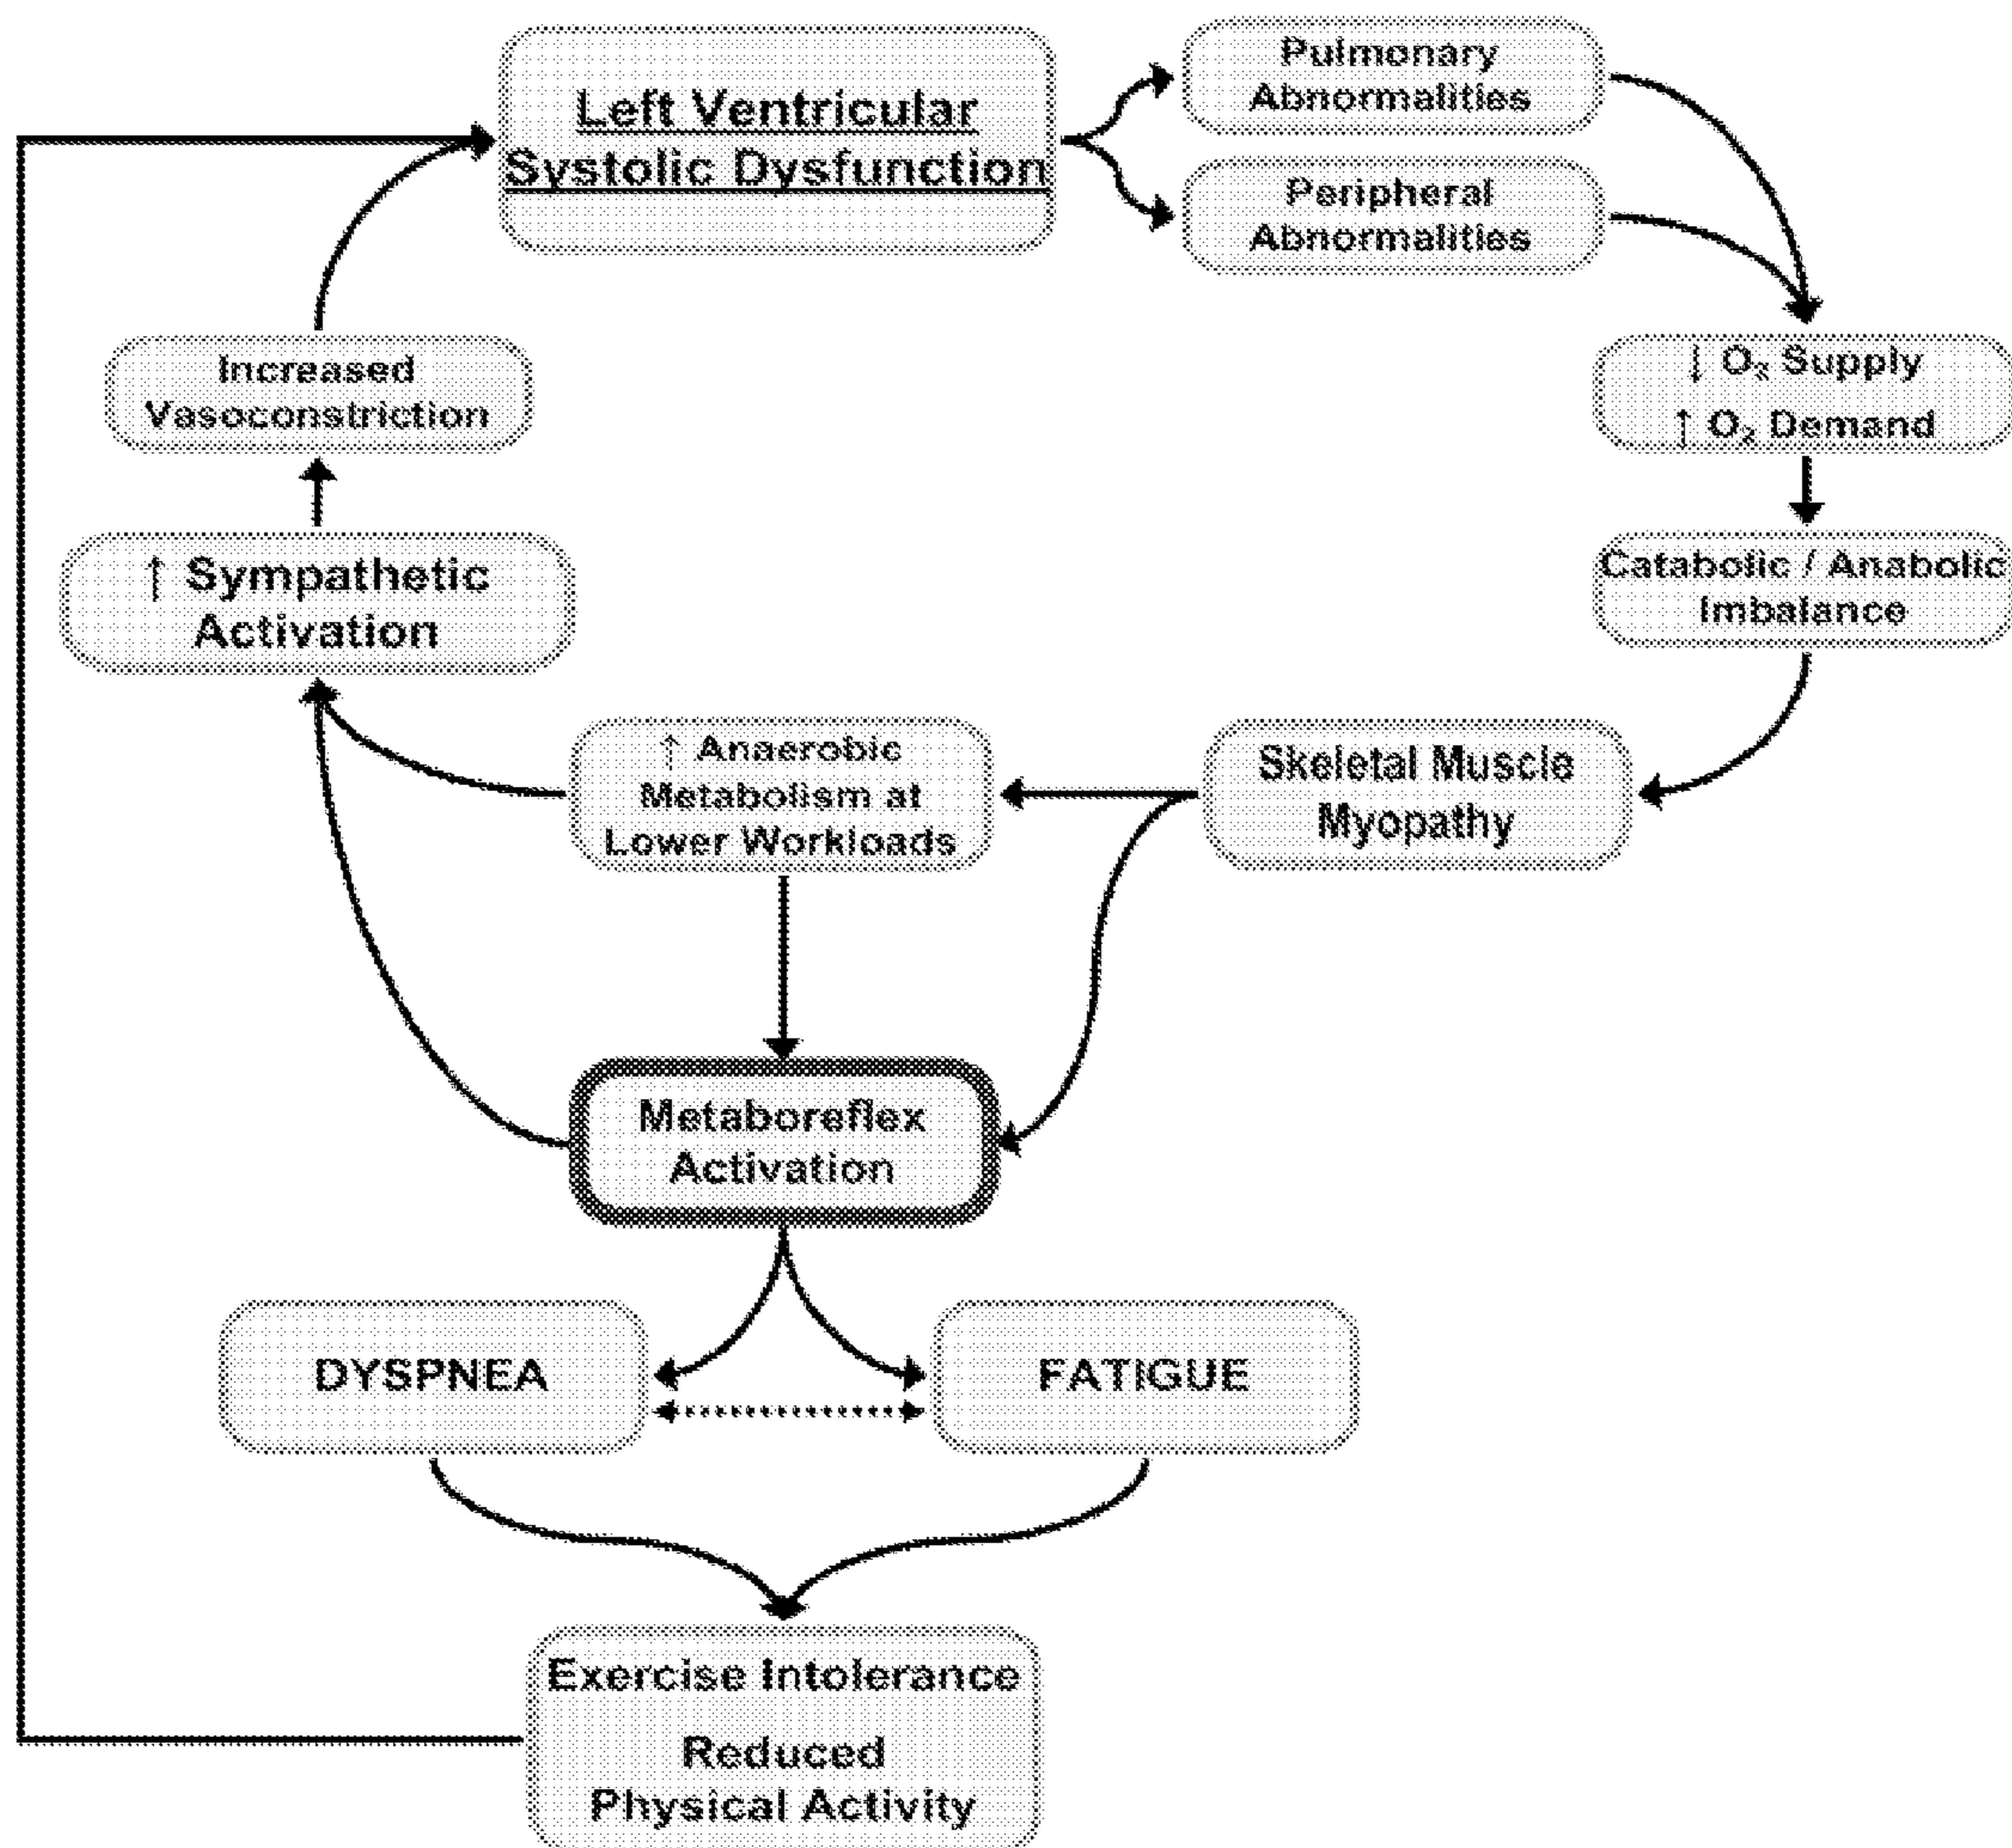 Left Ventricular
Systolic Dysfunction
Pulmonary
Abnormalities
Peripheral
Abnormalities
↓ O₂ Supply
↑ O₂ Demand
Catabolic / Anabolic
Imbalance
Skeletal Muscle
Myopathy
↑ Anaerobic
Metabolism at
Lower Workloads
↑ Sympathetic
Activation
Increased
Vasoconstriction
Metaboreflex
Activation
DYSPNEA
FATIGUE
Exercise Intolerance
Reduced
Physical Activity